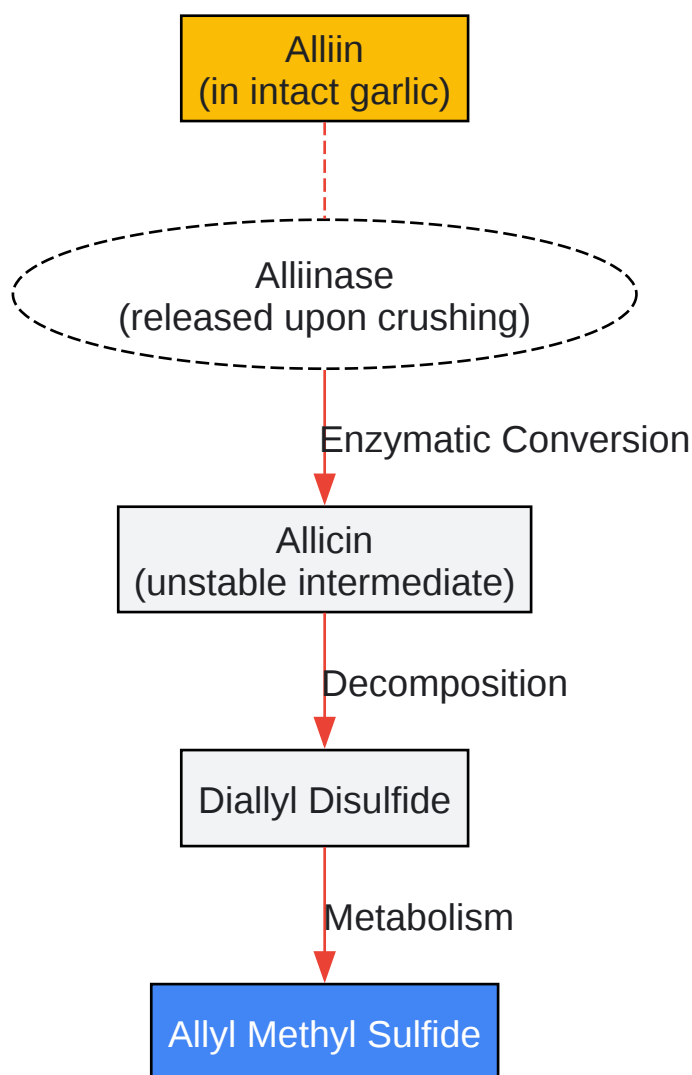 Alliin
(in intact garlic)
Alliinase
(released upon crushing)
Enzymatic Conversion
Allicin
(unstable intermediate)
Decomposition
Diallyl Disulfide
Metabolism
Allyl Methyl Sulfide